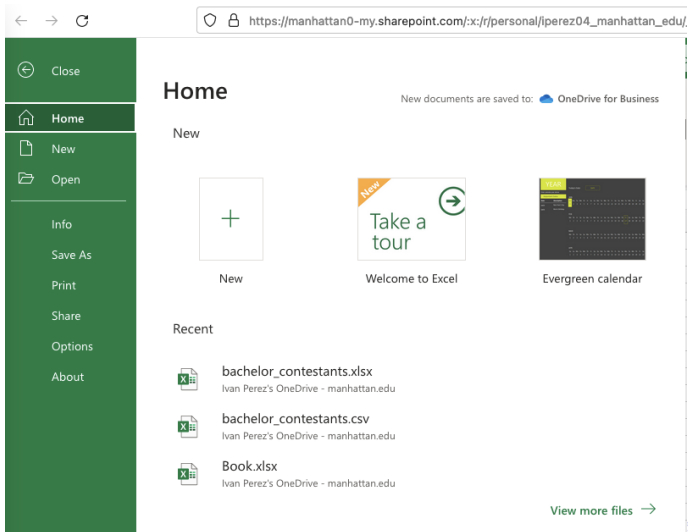 https://manhattan0-my.sharepoint.com/:x:/r/personal/iperez04_manhattan_edu/
Close
Home
New
Open
Info
Save As
Print
Share
Options
About
Home
New documents are saved to: OneDrive for Business
New
New
Take a
tour
YEAR
New
Welcome to Excel
Evergreen calendar
Recent
bachelor_contestants.xlsx
Ivan Perez's OneDrive - manhattan.edu
bachelor_contestants.csv
Ivan Perez's OneDrive - manhattan.edu
Book.xlsx
Ivan Perez's OneDrive - manhattan.edu
View more files